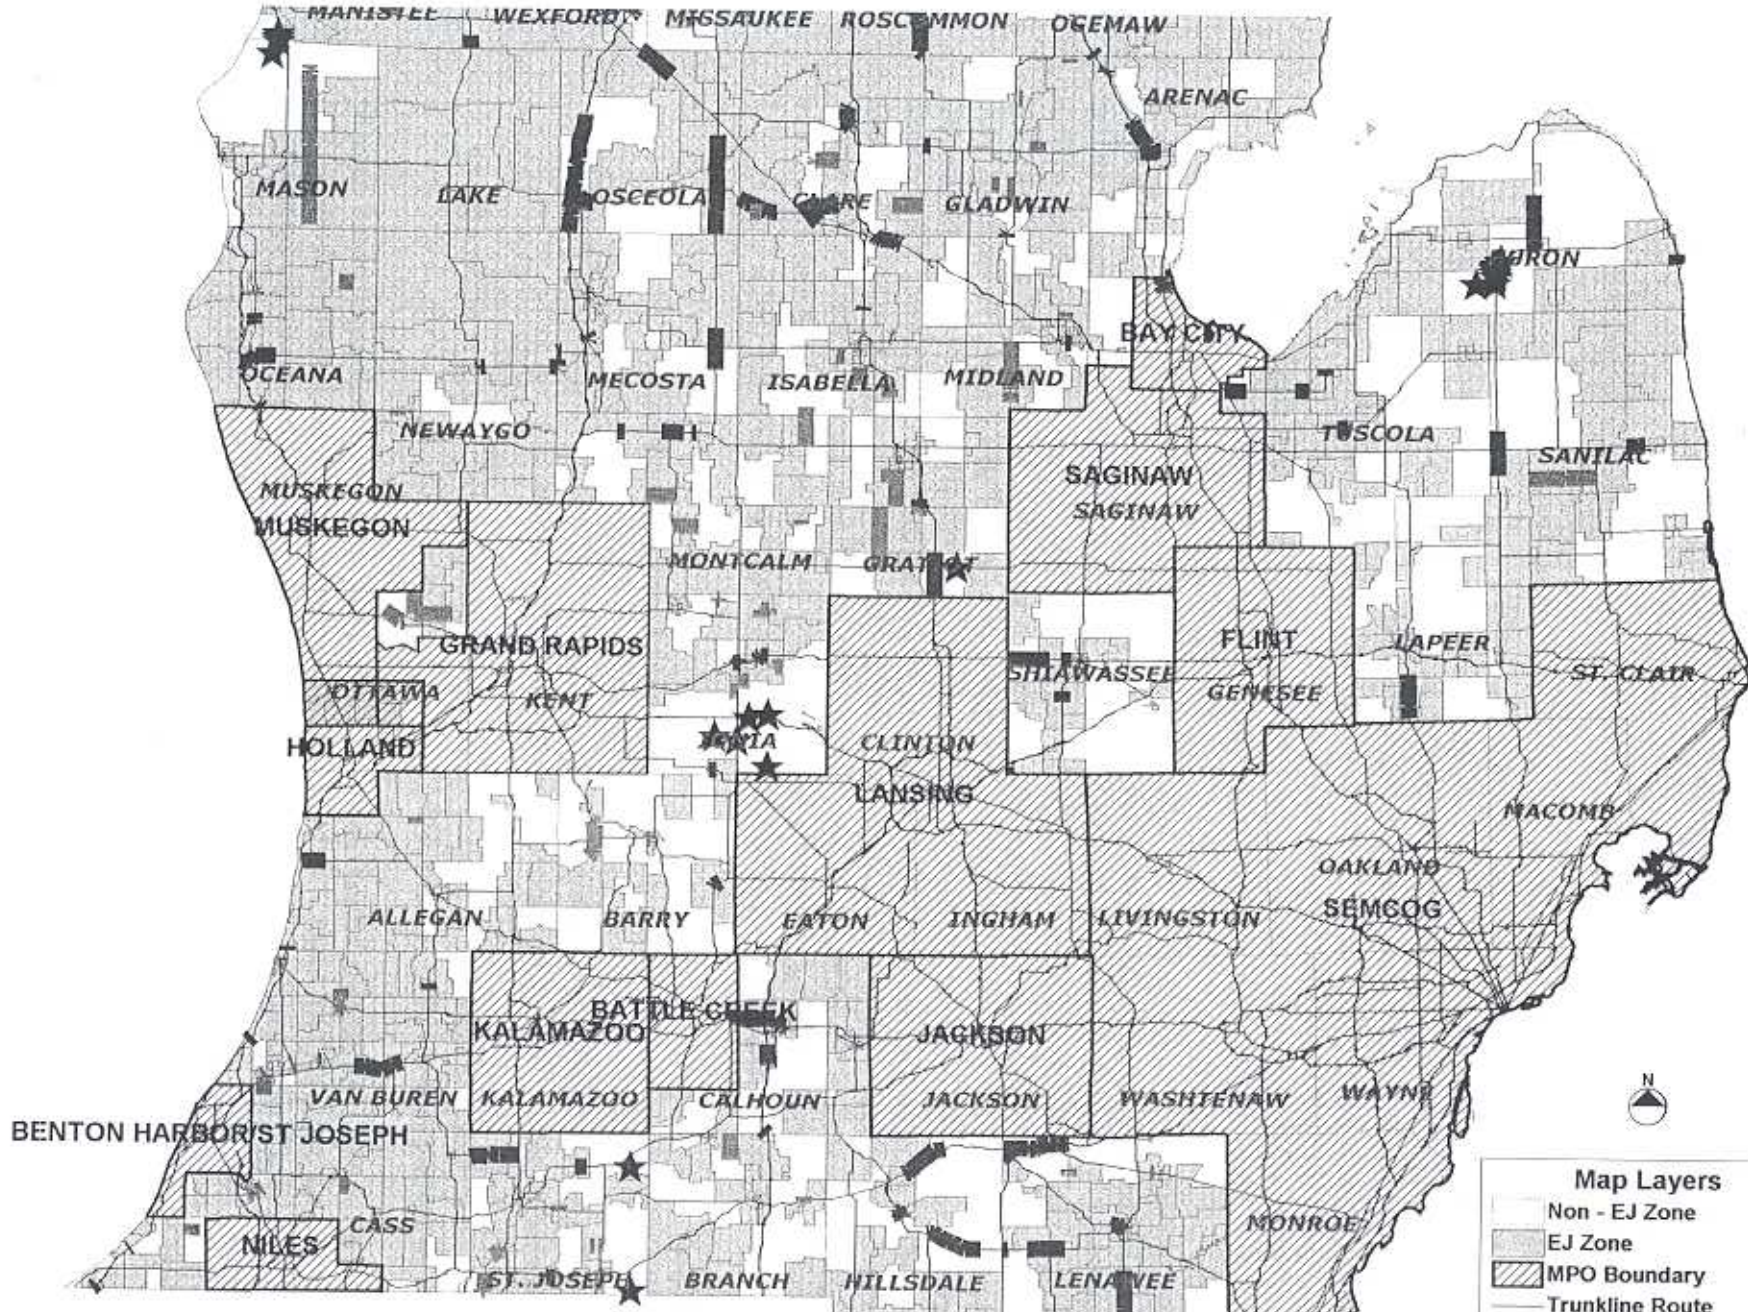 MANISTEE WEXFORD MISSAUKEE ROSCOMMON OGEMAW
ARENAC
MASON LAKE OSCEOLA CLARE GLADWIN
HURON
BAY CITY
OCEANA MECOSTA ISABELLA MIDLAND
NEWAYGO TUSCOLA
SANILAC
SAGINAW
MUSKEGON SAGINAW
MUSKEGON
MONTCALM GRATIOT
GRAND RAPIDS FLINT LAPEER
SHIAWASSEE ST. CLAIR
OTTAWA KENT GENESEE
HOLLAND IONIA CLINTON
LANSING
MACOMB
OAKLAND
SEMCOG
ALLEGAN BARRY EATON INGHAM LIVINGSTON
BATTLE CREEK
KALAMAZOO JACKSON
VAN BUREN KALAMAZOO CALHOUN JACKSON WASHTENAW WAYNE
BENTON HARBOR/ST JOSEPH
N
CASS MONROE
NILES
ST. JOSEPH BRANCH HILLSDALE LENAWEE
Map Layers
Non - EJ Zone
EJ Zone
MPO Boundary
Trunkline Route